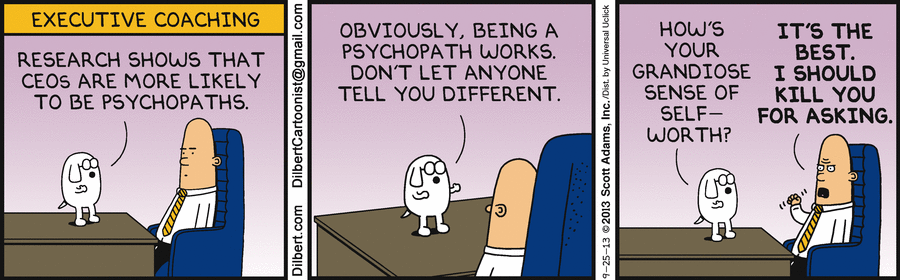 EXECUTIVE COACHING
RESEARCH SHOWS THAT
CEOs ARE MORE LIKELY
TO BE PSYCHOPATHS.
Dilbert.com DilbertCartoonist@gmail.com
OBVIOUSLY, BEING A
PSYCHOPATH WORKS.
DON'T LET ANYONE
TELL YOU DIFFERENT.
9-25-13 © 2013 Scott Adams, Inc./Dist. by Universal Uclick
HOW'S
YOUR
GRANDIOSE
SENSE OF
SELF-
WORTH?
IT'S THE
BEST.
I SHOULD
KILL YOU
FOR ASKING.